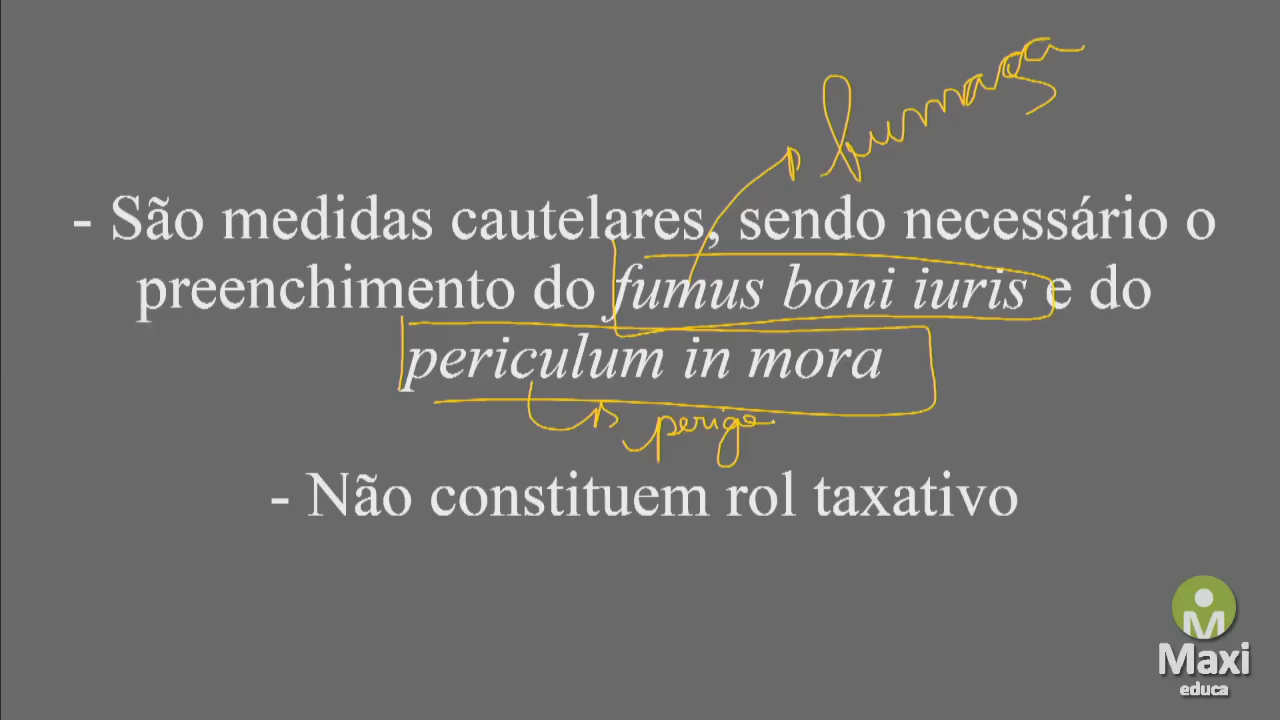 fumaça
- São medidas cautelares, sendo necessário o
preenchimento do fumus boni iuris e do
periculum in mora
perigo
- Não constituem rol taxativo
M
Maxi
educa